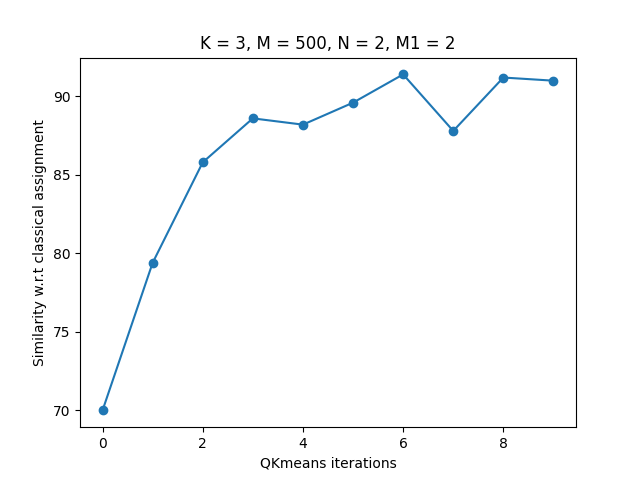 K = 3, M = 500, N = 2, M1 = 2
90
85
80
75
70
Similarity w.r.t classical assignment
0 2 4 6 8
QKmeans iterations